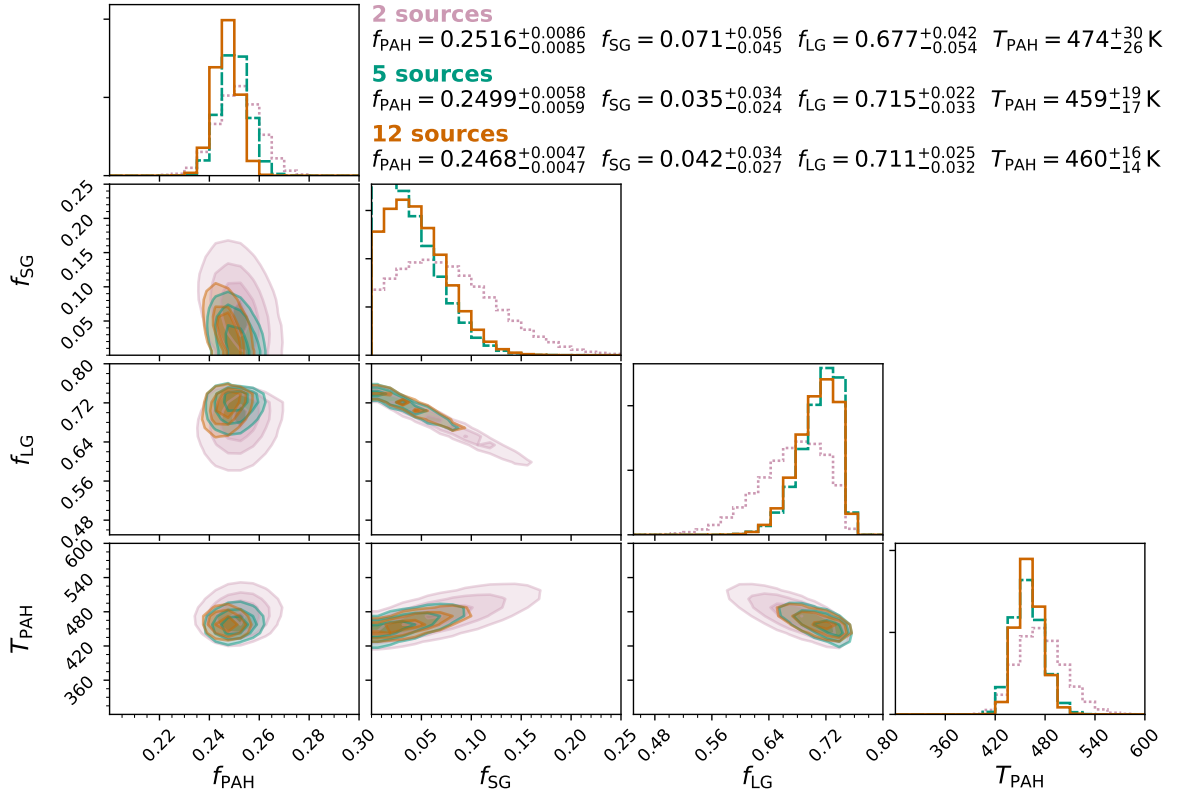 2 sources
f_PAH = 0.2516^{+0.0086}_{-0.0085} f_SG = 0.071^{+0.056}_{-0.045} f_LG = 0.677^{+0.042}_{-0.054} T_PAH = 474^{+30}_{-26} K
5 sources
f_PAH = 0.2499^{+0.0058}_{-0.0059} f_SG = 0.035^{+0.034}_{-0.024} f_LG = 0.715^{+0.022}_{-0.033} T_PAH = 459^{+19}_{-17} K
12 sources
f_PAH = 0.2468^{+0.0047}_{-0.0047} f_SG = 0.042^{+0.034}_{-0.027} f_LG = 0.711^{+0.025}_{-0.032} T_PAH = 460^{+16}_{-14} K
f_SG
0.25
0.20
0.15
0.10
0.05
f_LG
0.80
0.72
0.64
0.56
0.48
T_PAH
600
540
480
420
360
0.22 0.24 0.26 0.28 0.30 0.05 0.10 0.15 0.20 0.25 0.48 0.56 0.64 0.72 0.80 360 420 480 540 600
f_PAH f_SG f_LG T_PAH